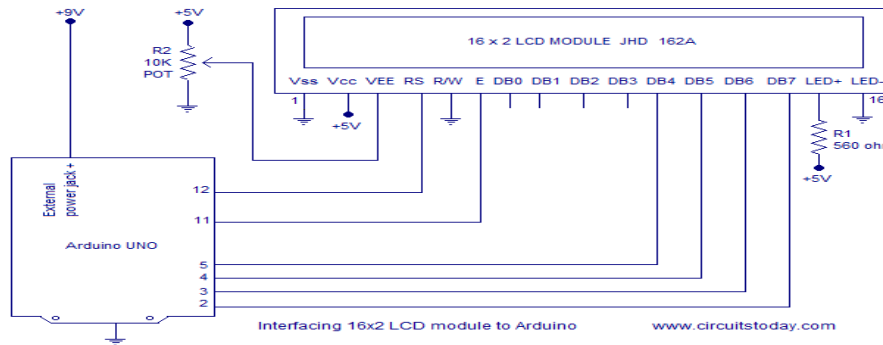 +9V
+5V
R2
10K
POT
16 x 2 LCD MODULE JHD 162A
Vss Vcc VEE RS R/W E DB0 DB1 DB2 DB3 DB4 DB5 DB6 DB7 LED+ LED-
1
16
+5V
R1
560 ohm
+5V
External
power jack +
12
11
Arduino UNO
5
4
3
2
Interfacing 16x2 LCD module to Arduino
www.circuitstoday.com